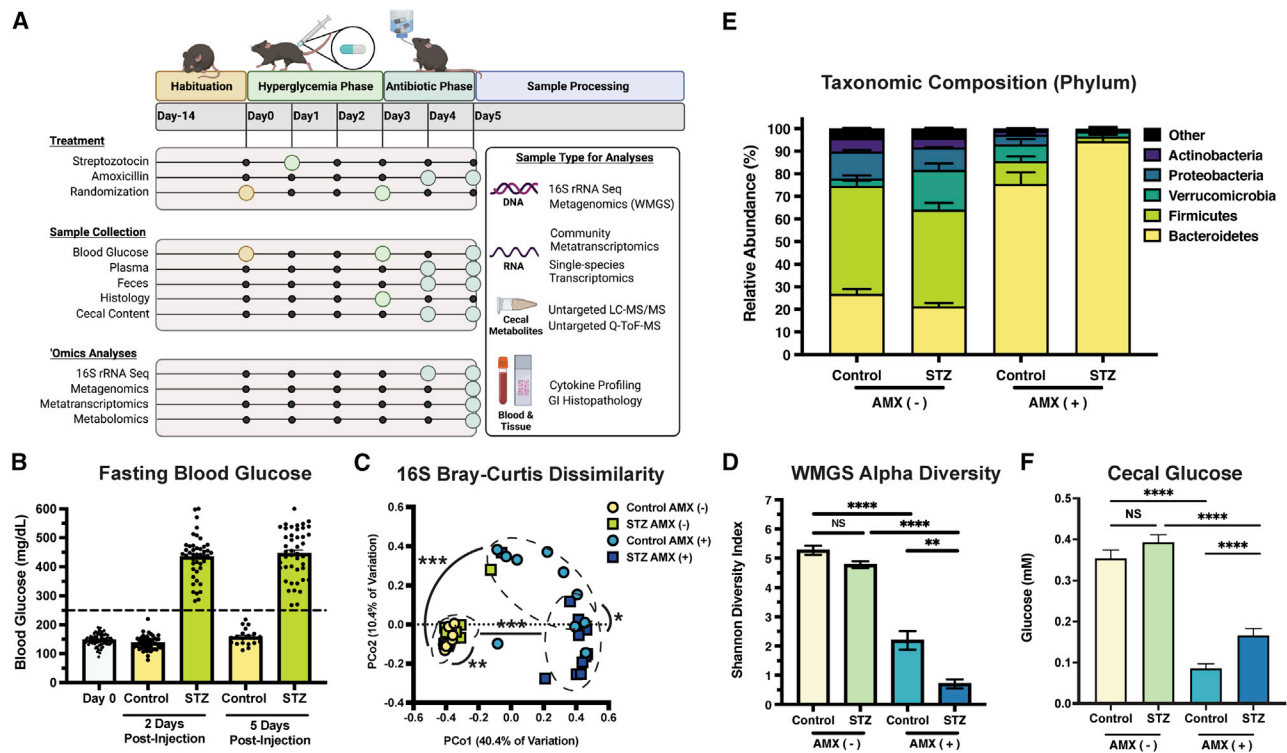 A
Habituation
Hyperglycemia Phase
Antibiotic Phase
Sample Processing
Day-14
Day0
Day1
Day2
Day3
Day4
Day5
Treatment
Streptozotocin
Amoxicillin
Randomization
Sample Collection
Blood Glucose
Plasma
Feces
Histology
Cecal Content
'Omics Analyses
16S rRNA Seq
Metagenomics
Metatranscriptomics
Metabolomics
Sample Type for Analyses
DNA
16S rRNA Seq
Metagenomics (WMGS)
RNA
Community
Metatranscriptomics
Single-species
Transcriptomics
Cecal
Metabolites
Untargeted LC-MS/MS
Untargeted Q-ToF-MS
Blood &
Tissue
Cytokine Profiling
GI Histopathology
E
Taxonomic Composition (Phylum)
Relative Abundance (%)
100
90
80
70
60
50
40
30
20
10
0
Control
STZ
Control
STZ
AMX ( - )
AMX ( + )
Other
Actinobacteria
Proteobacteria
Verrucomicrobia
Firmicutes
Bacteroidetes
B
Fasting Blood Glucose
Blood Glucose (mg/dL)
600
500
400
300
200
100
0
Day 0
Control
STZ
Control
STZ
2 Days
Post-Injection
5 Days
Post-Injection
C
16S Bray-Curtis Dissimilarity
PCo2 (10.4% of Variation)
0.6
0.4
0.2
0.0
-0.2
-0.4
-0.6
-0.4
-0.2
0.0
0.2
0.4
0.6
PCo1 (40.4% of Variation)
***
***
**
*
Control AMX (-)
STZ AMX (-)
Control AMX (+)
STZ AMX (+)
D
WMGS Alpha Diversity
Shannon Diversity Index
7
6
5
4
3
2
1
0
****
NS
****
**
Control
STZ
Control
STZ
AMX ( - )
AMX ( + )
F
Cecal Glucose
Glucose (mM)
0.5
0.4
0.3
0.2
0.1
0.0
****
NS
****
****
Control
STZ
Control
STZ
AMX ( - )
AMX ( + )